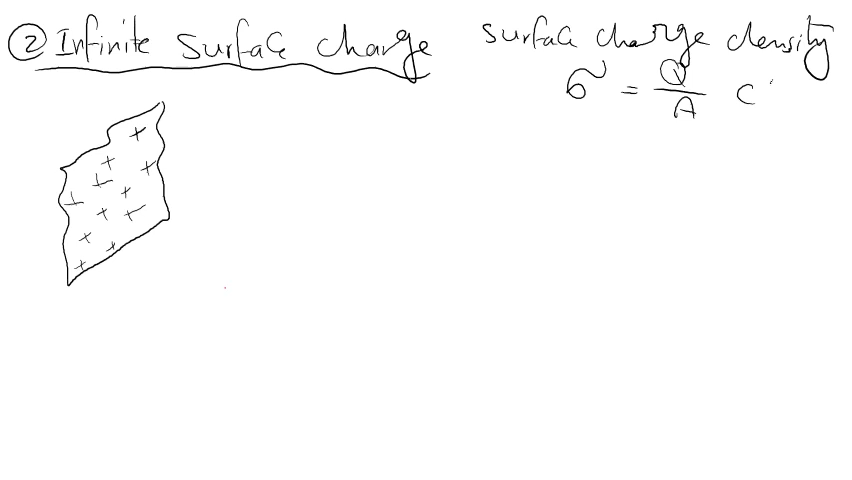 ② Infinite Surface charge
surface charge density
σ = Q/A C
+ + + + + + + + + + + +